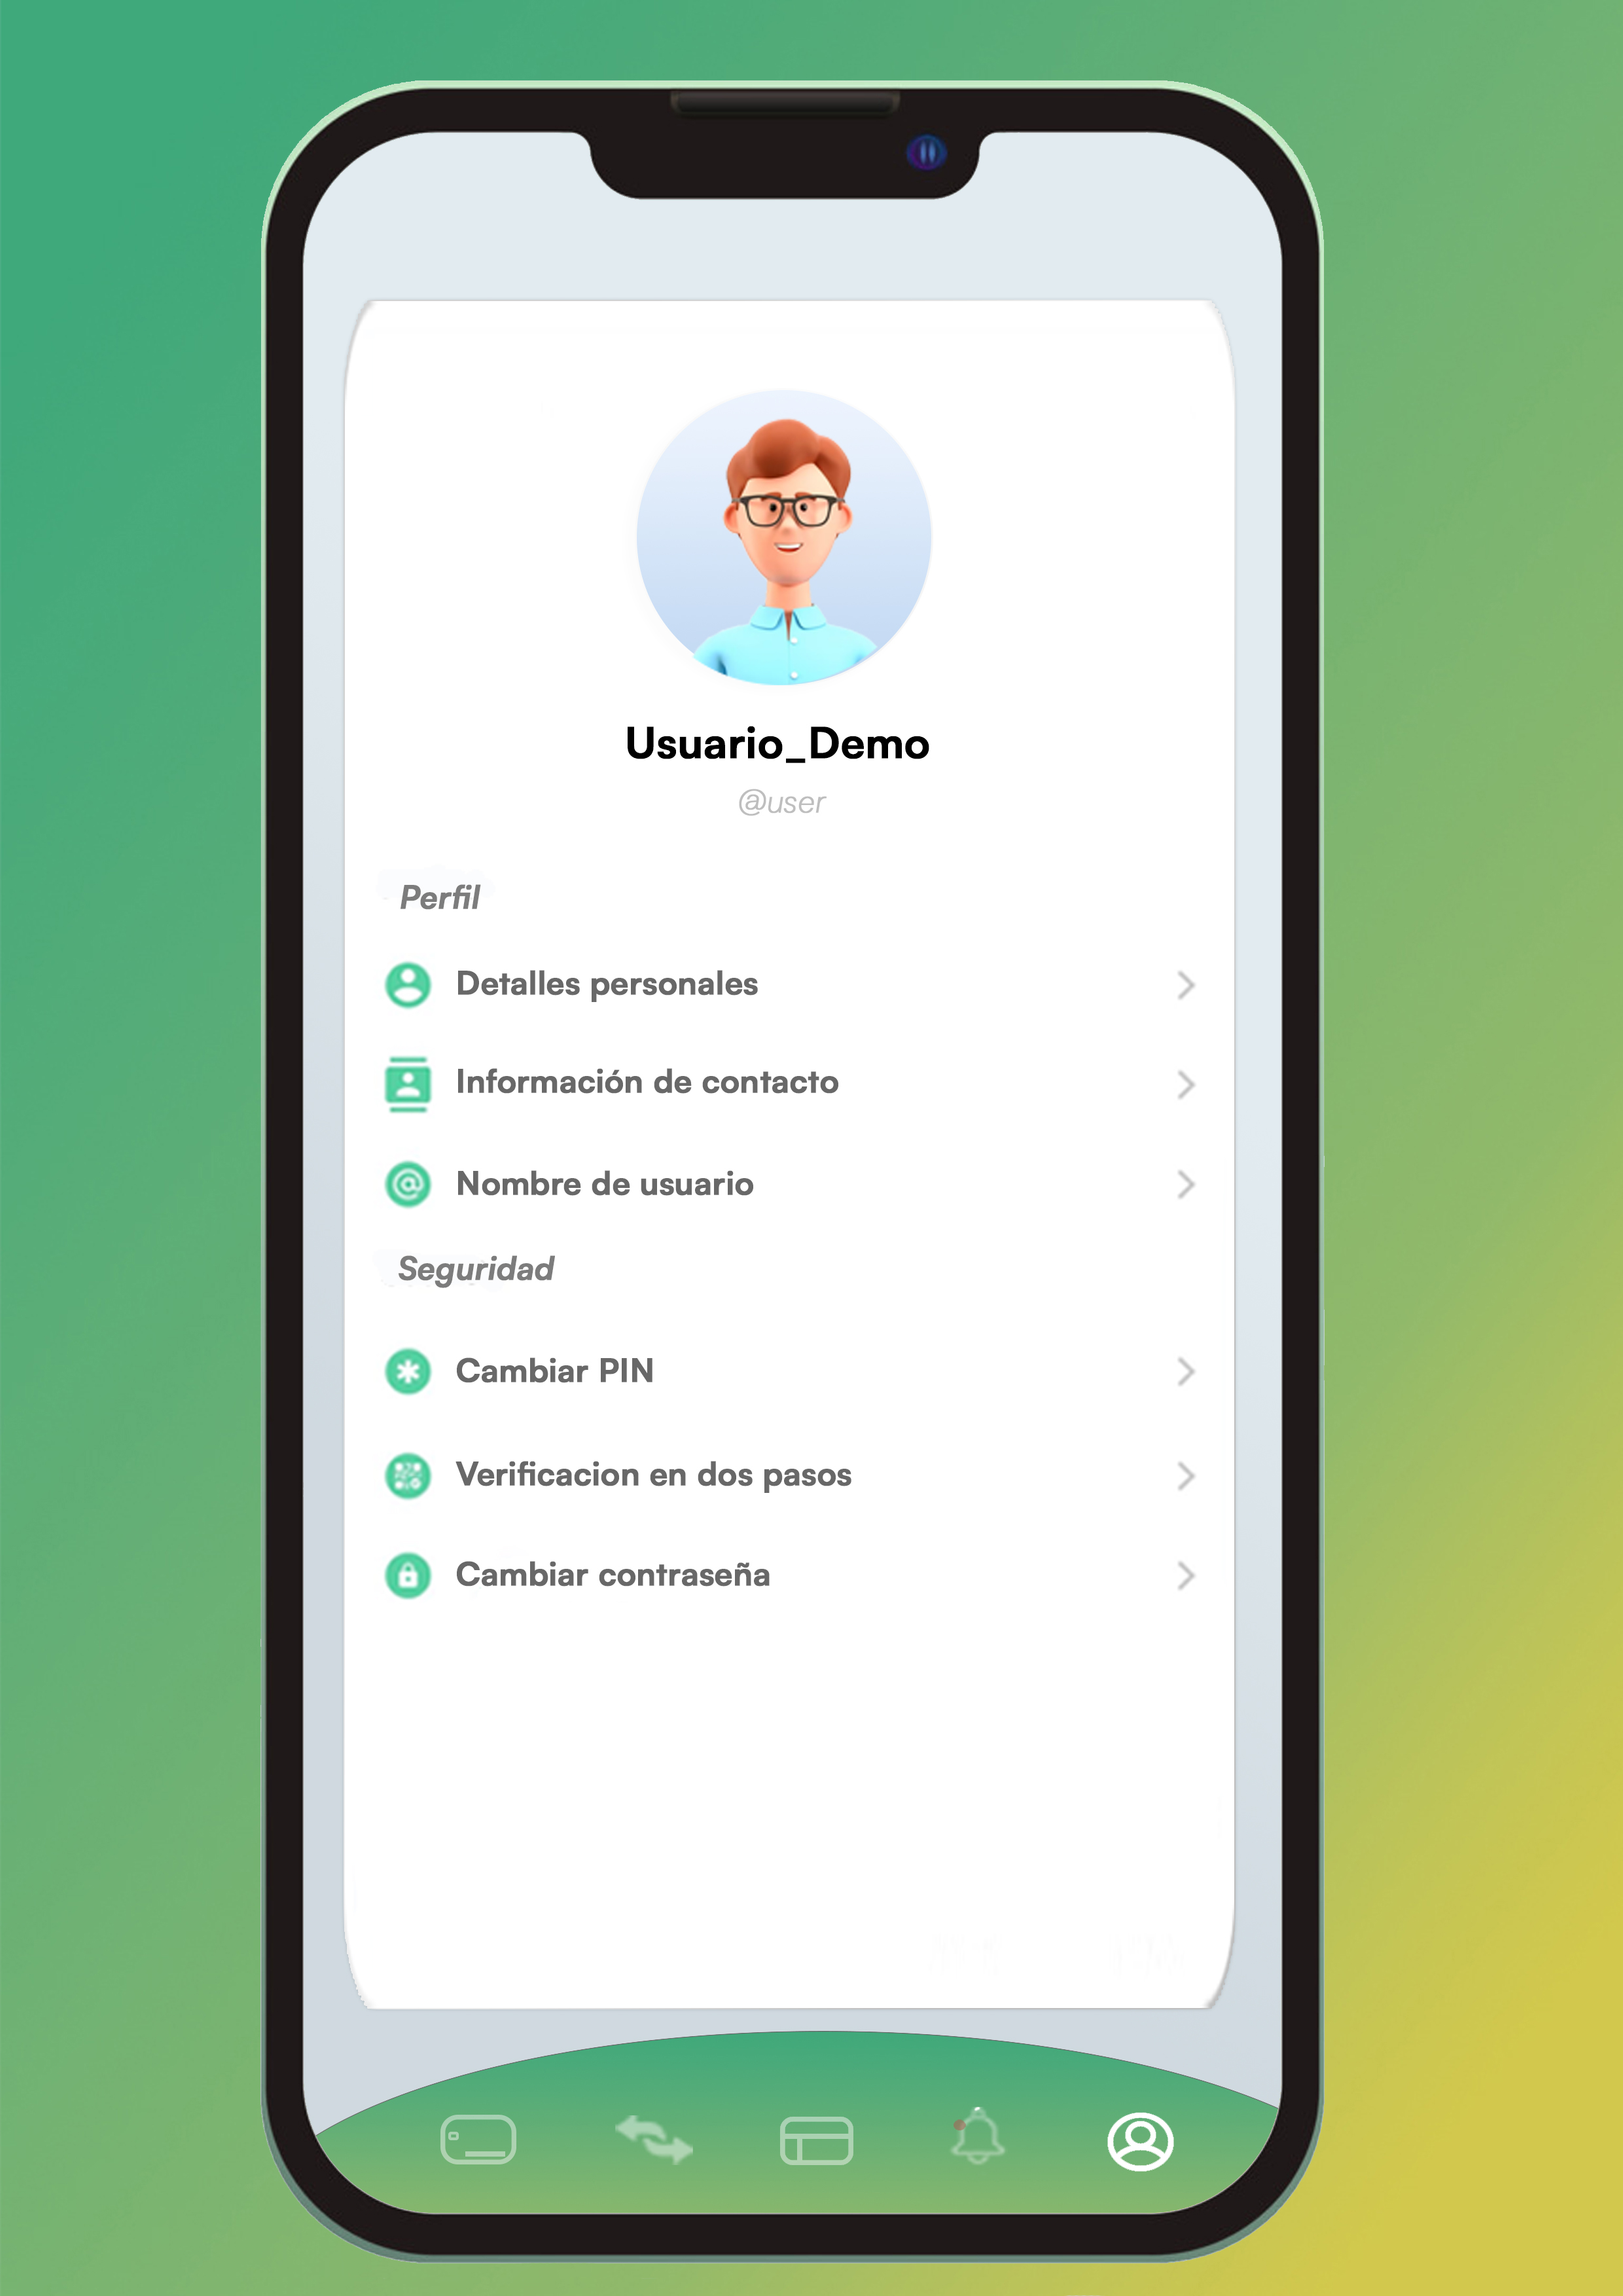 Usuario_Demo
@user
Perfil
Detalles personales
Información de contacto
Nombre de usuario
Seguridad
Cambiar PIN
Verificacion en dos pasos
Cambiar contraseña